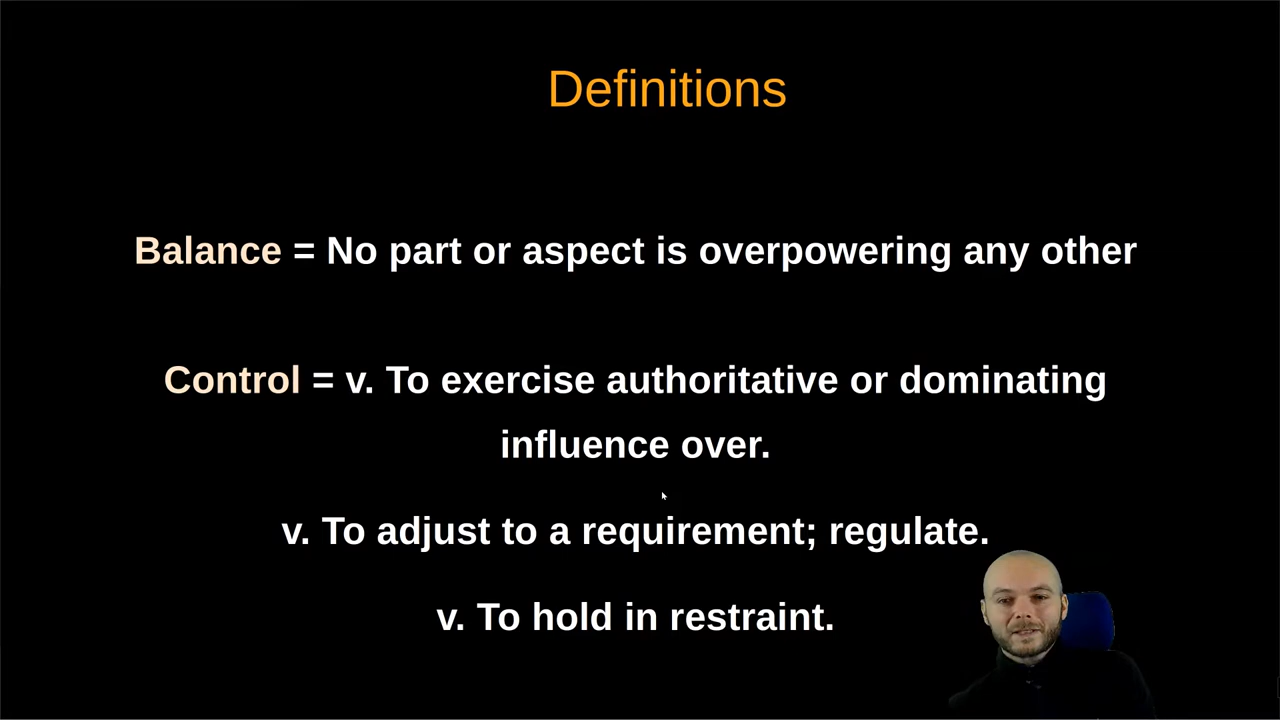 Definitions
Balance = No part or aspect is overpowering any other
Control = v. To exercise authoritative or dominating
influence over.
v. To adjust to a requirement; regulate.
v. To hold in restraint.